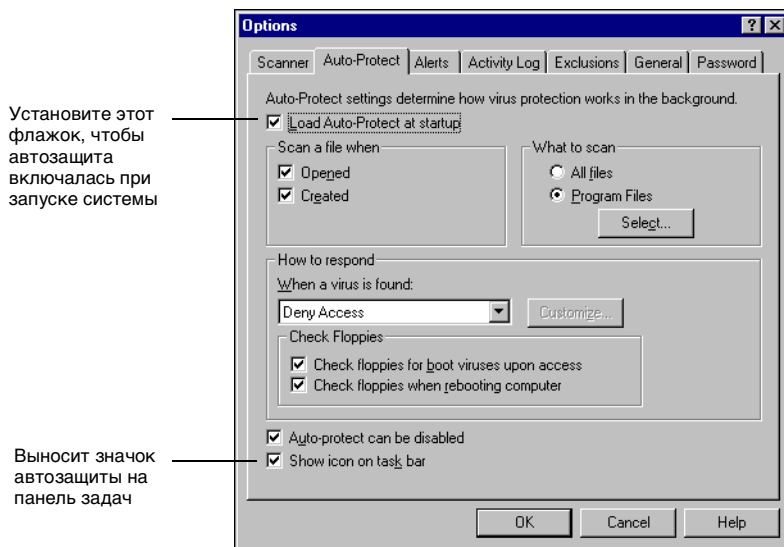 Options
Scanner Auto-Protect Alerts Activity Log Exclusions General Password
Auto-Protect settings determine how virus protection works in the background.
Установите этот
флажок, чтобы
автозащита
включалась при
запуске системы
Load Auto-Protect at startup
Scan a file when
Opened
Created
What to scan
All files
Program Files
Select...
How to respond
When a virus is found:
Deny Access
Customize...
Check Floppies
Check floppies for boot viruses upon access
Check floppies when rebooting computer
Auto-protect can be disabled
Выносит значок
автозащиты на
панель задач
Show icon on task bar
OK Cancel Help